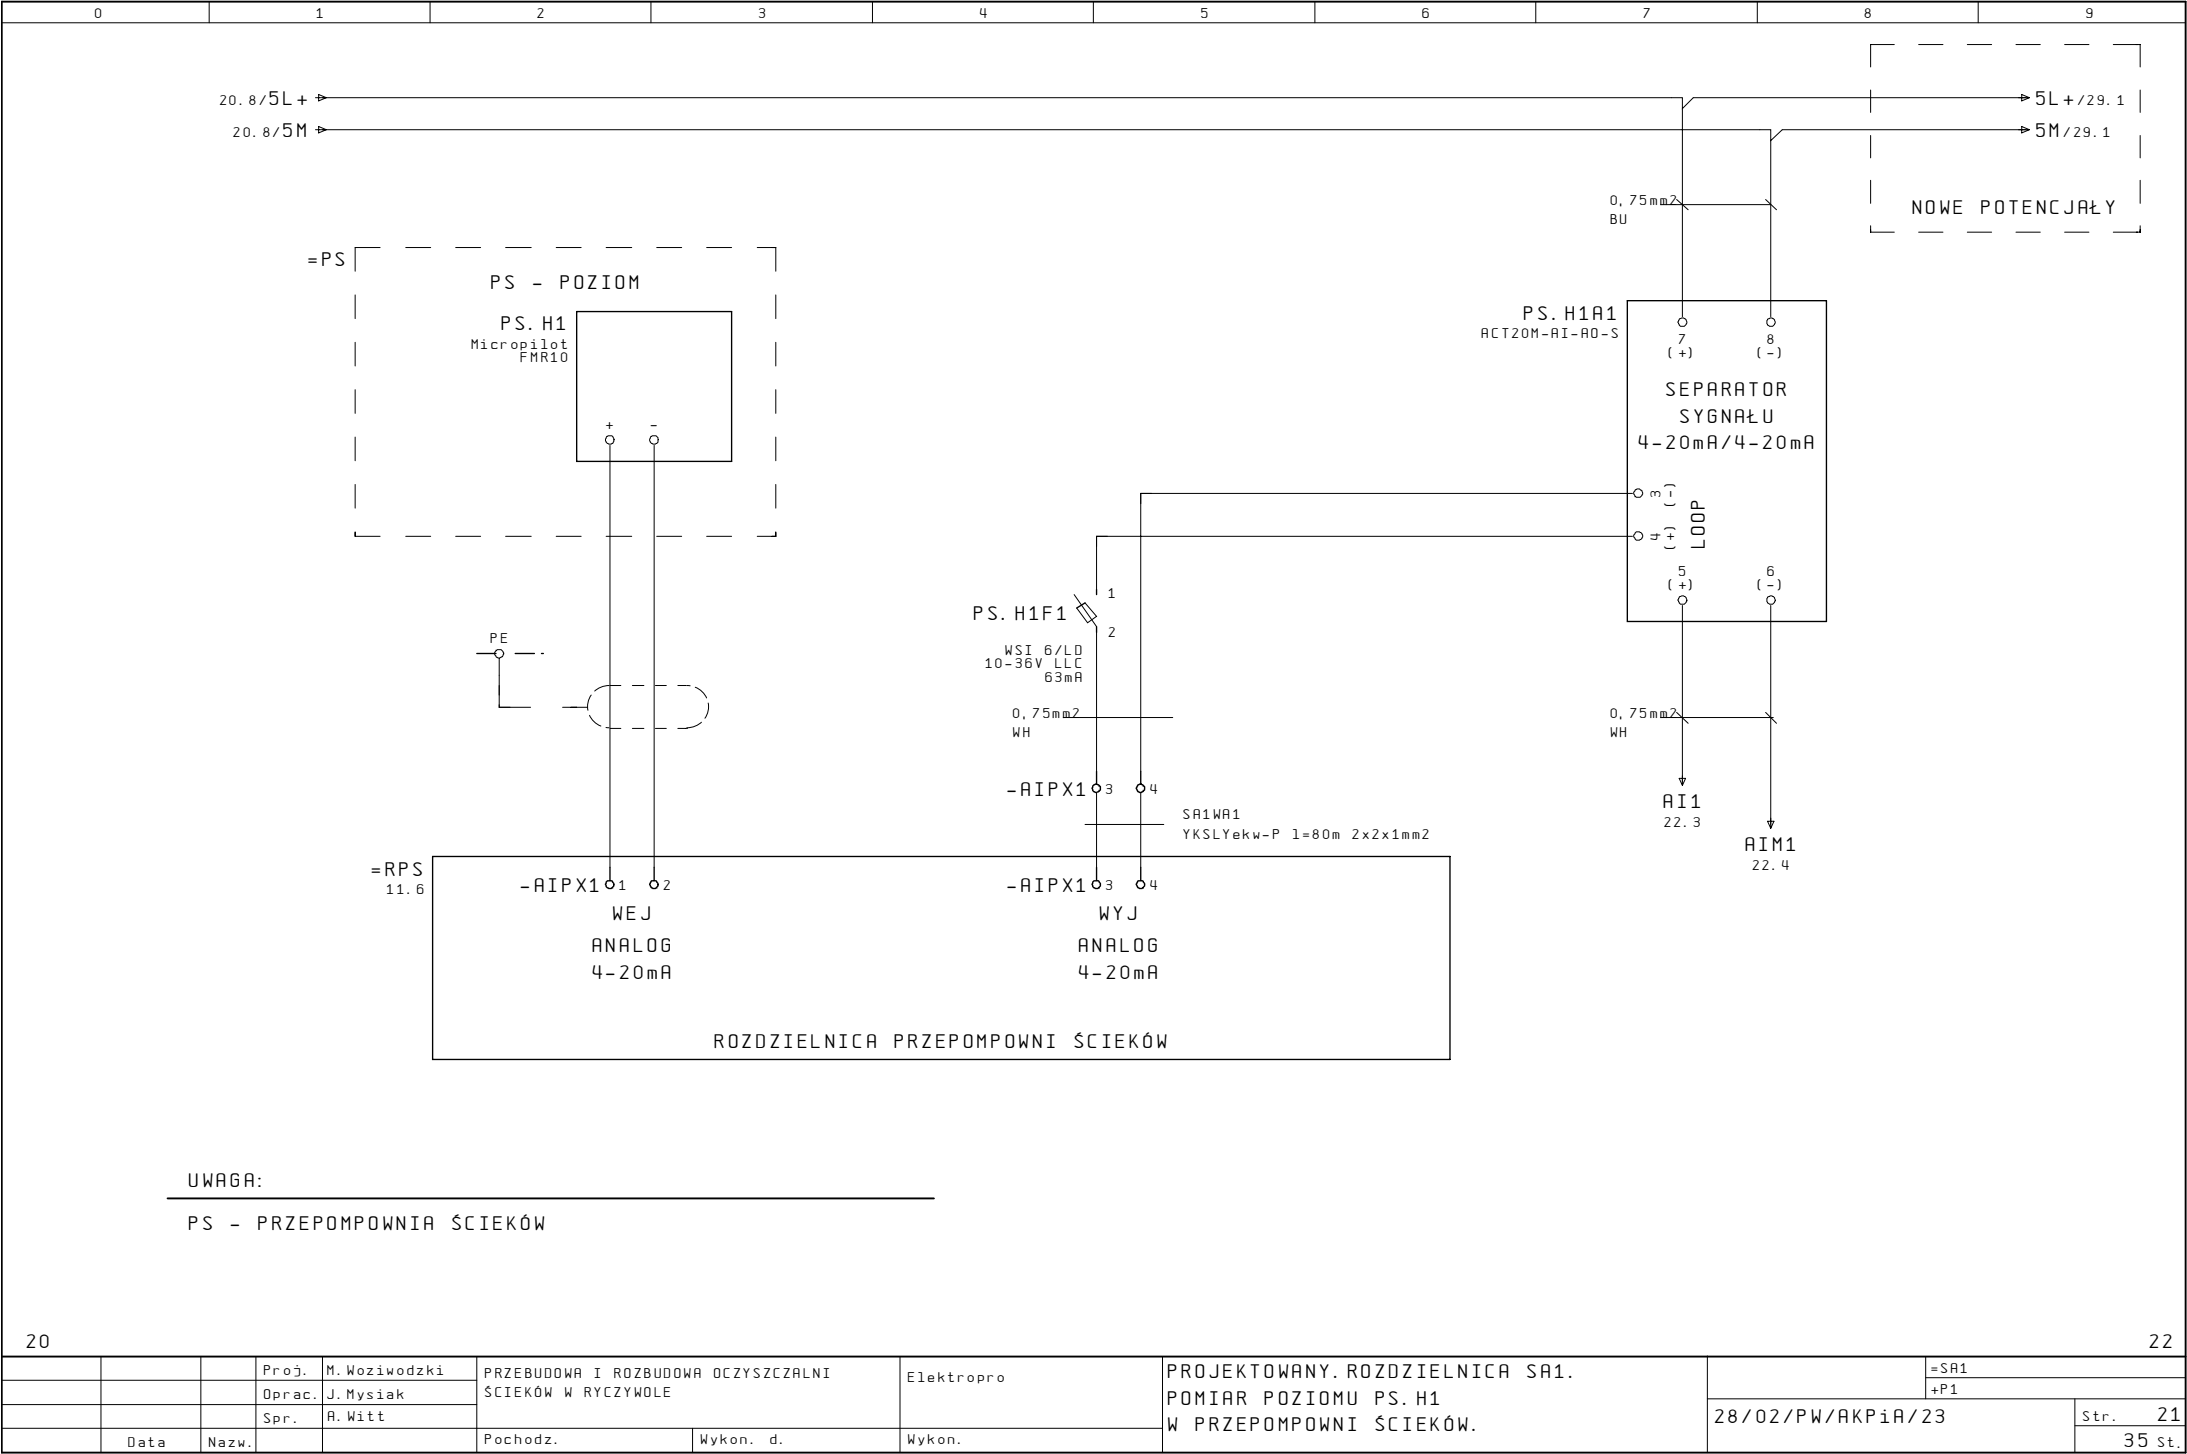 0 1 2 3 4 5 6 7 8 9
20.8/5L+
5L+/29.1
20.8/5M
5M/29.1
0,75mm2
BU
NOWE POTENCJAŁY
=PS
PS - POZIOM
PS.H1
Micropilot
FMR10
+ -
PS.H1A1
ACT20M-AI-AO-S
7 8
(+) (-)
SEPARATOR
SYGNAŁU
4-20mA/4-20mA
3 (-)
4 (+)
LOOP
5 6
(+) (-)
PS.H1F1
1
2
WSI 6/LD
10-36V LLC
63mA
PE
0,75mm2
WH
0,75mm2
WH
-AIPX1 3 4
SA1WA1
YKSLYekw-P l=80m 2x2x1mm2
AI1
22.3
AIM1
22.4
=RPS
11.6
-AIPX1 1 2
WEJ
ANALOG
4-20mA
-AIPX1 3 4
WYJ
ANALOG
4-20mA
ROZDZIELNICA PRZEPOMPOWNI ŚCIEKÓW
UWAGA:
PS - PRZEPOMPOWNIA ŚCIEKÓW
20
22
Proj. M.Woziwodzki
Oprac. J.Mysiak
Spr. A.Witt
Data Nazw.
PRZEBUDOWA I ROZBUDOWA OCZYSZCZALNI
ŚCIEKÓW W RYCZYWOLE
Pochodz. Wykon. d.
Elektropro
Wykon.
PROJEKTOWANY.ROZDZIELNICA SA1.
POMIAR POZIOMU PS.H1
W PRZEPOMPOWNI ŚCIEKÓW.
=SA1
+P1
28/02/PW/AKPiA/23
Str. 21
35 St.